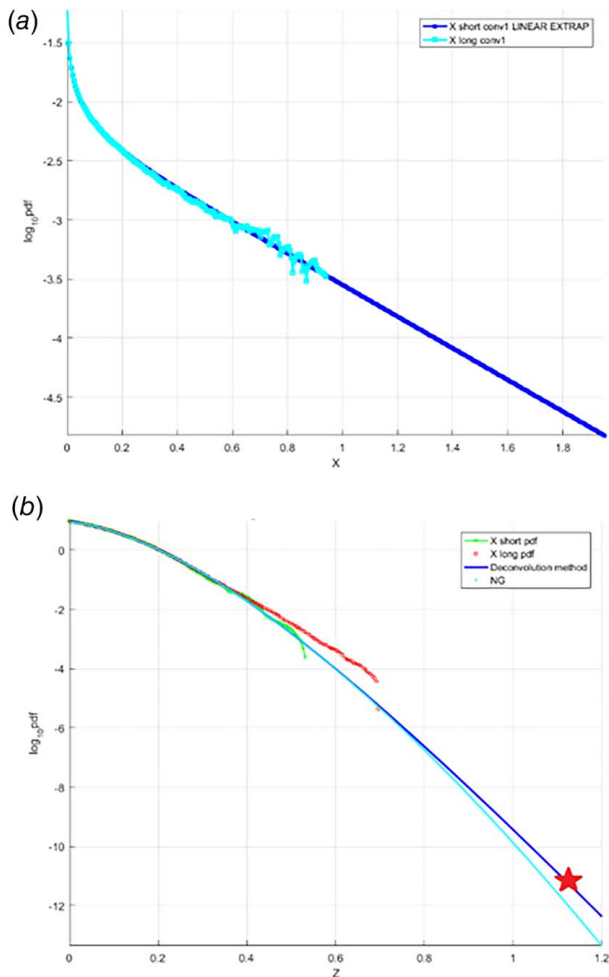 (a)
X short conv1 LINEAR EXTRAP
X long conv1
-1.5
-2
-2.5
-3
-3.5
-4
-4.5
log10pdf
0 0.2 0.4 0.6 0.8 1 1.2 1.4 1.6 1.8
X
(b)
X short pdf
X long pdf
Deconvolution method
NG
0
-2
-4
-6
-8
-10
-12
log10pdf
0 0.2 0.4 0.6 0.8 1 1.2
Z